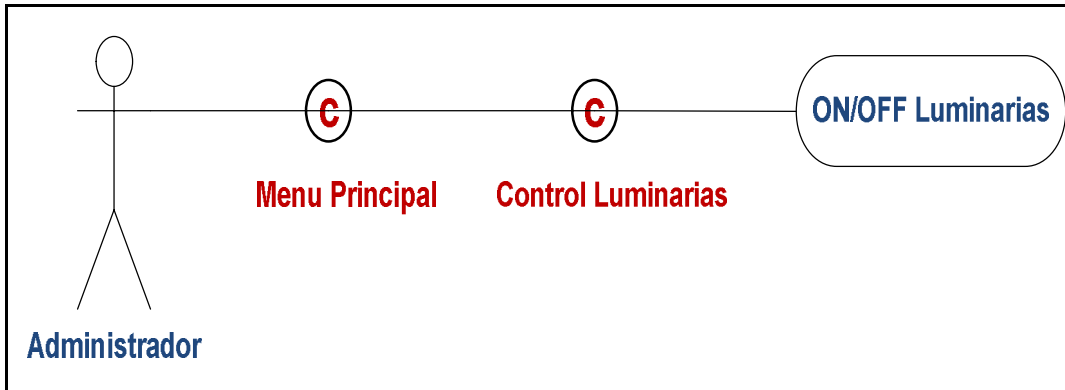 C
C
ON/OFF Luminarias
Menu Principal
Control Luminarias
Administrador